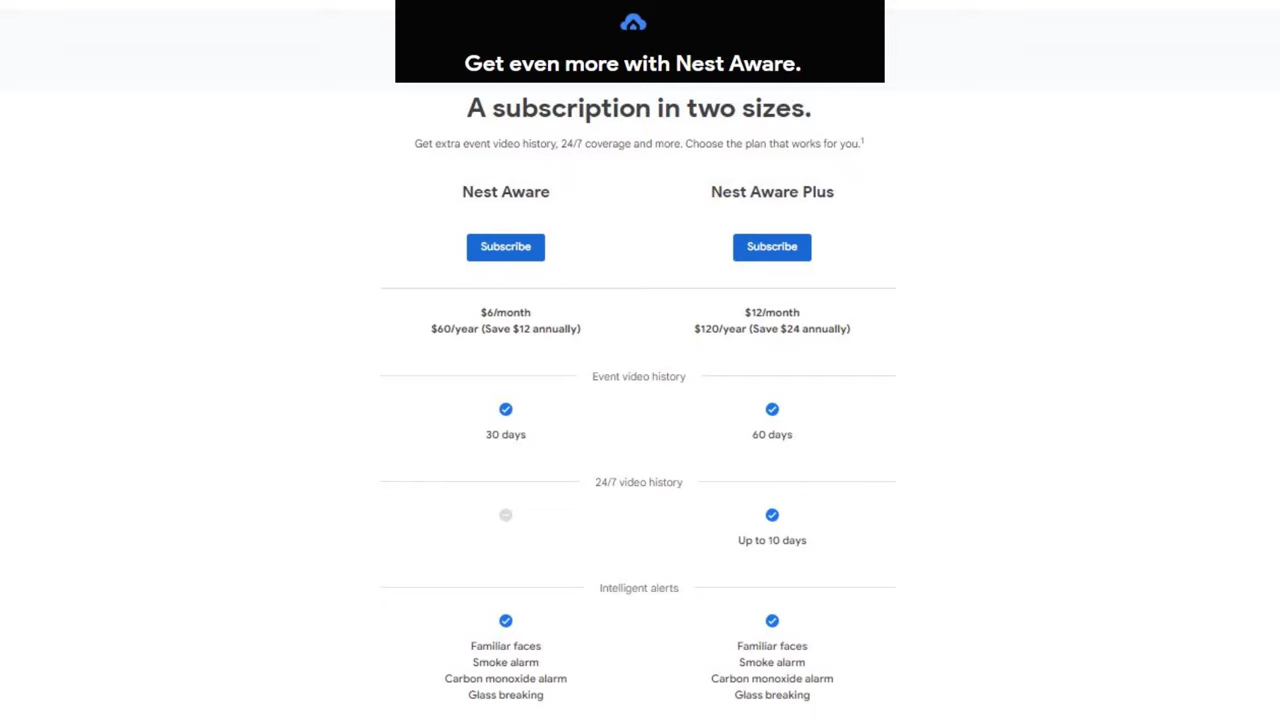 Get even more with Nest Aware.
A subscription in two sizes.
Get extra event video history, 24/7 coverage and more. Choose the plan that works for you.¹
Nest Aware Nest Aware Plus
Subscribe Subscribe
$6/month $12/month
$60/year (Save $12 annually) $120/year (Save $24 annually)
Event video history
30 days 60 days
24/7 video history
Up to 10 days
Intelligent alerts
Familiar faces Familiar faces
Smoke alarm Smoke alarm
Carbon monoxide alarm Carbon monoxide alarm
Glass breaking Glass breaking